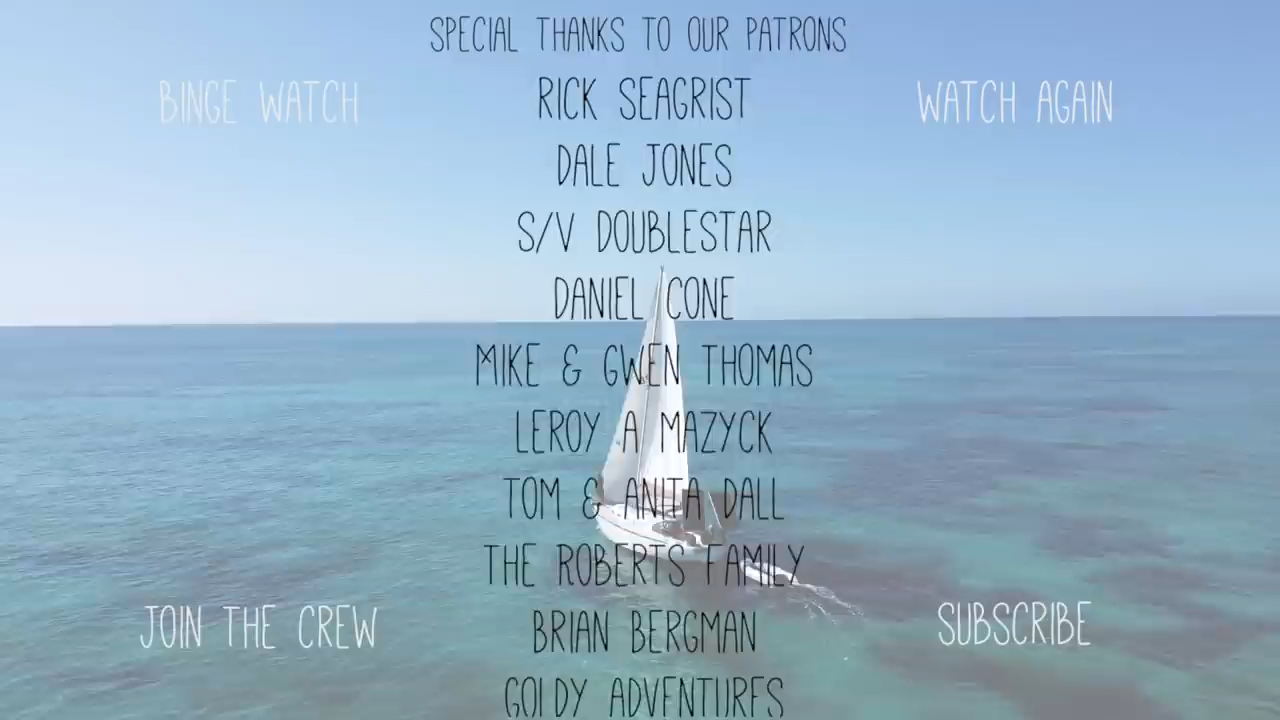 SPECIAL THANKS TO OUR PATRONS
BINGE WATCH
RICK SEAGRIST
WATCH AGAIN
DALE JONES
S/V DOUBLESTAR
DANIEL CONE
MIKE & GWEN THOMAS
LEROY A MAZYCK
TOM & ANITA DALL
THE ROBERTS FAMILY
JOIN THE CREW
BRIAN BERGMAN
SUBSCRIBE
GOLDY ADVENTURES